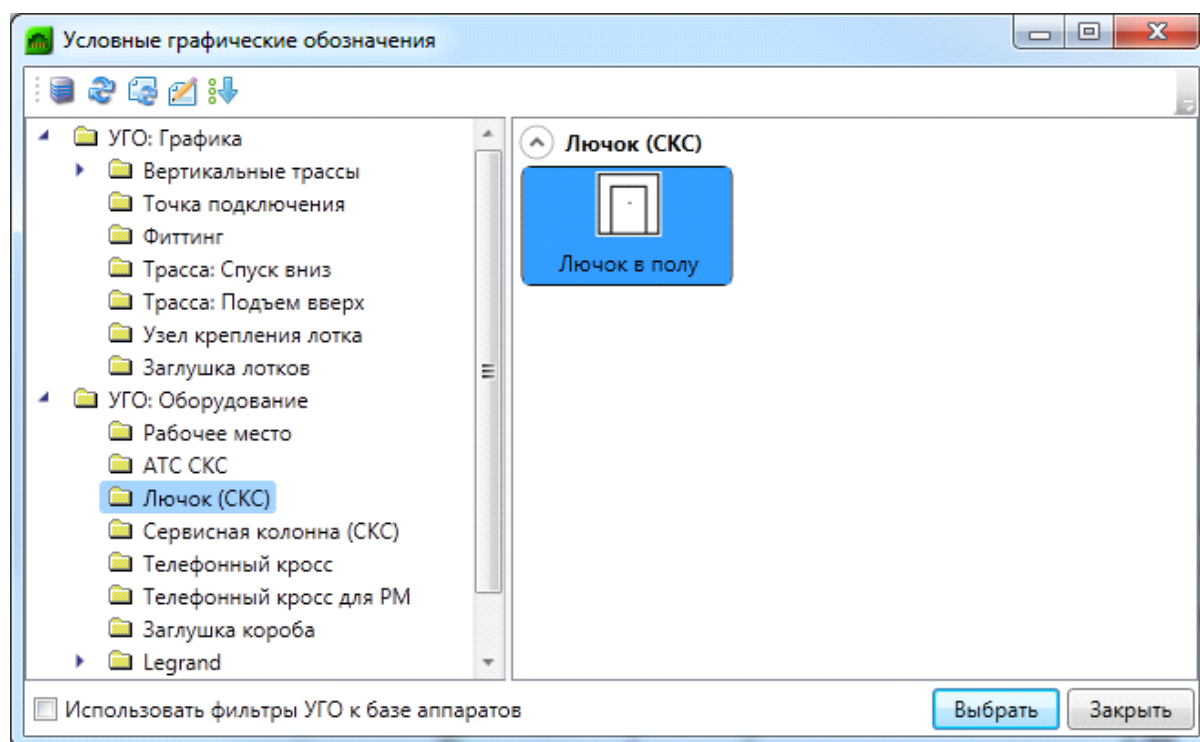 Условные графические обозначения
УГО: Графика
Вертикальные трассы
Точка подключения
Фиттинг
Трасса: Спуск вниз
Трасса: Подъем вверх
Узел крепления лотка
Заглушка лотков
УГО: Оборудование
Рабочее место
АТС СКС
Лючок (СКС)
Сервисная колонна (СКС)
Телефонный кросс
Телефонный кросс для РМ
Заглушка короба
Legrand
Лючок (СКС)
Лючок в полу
Использовать фильтры УГО к базе аппаратов
Выбрать
Закрыть